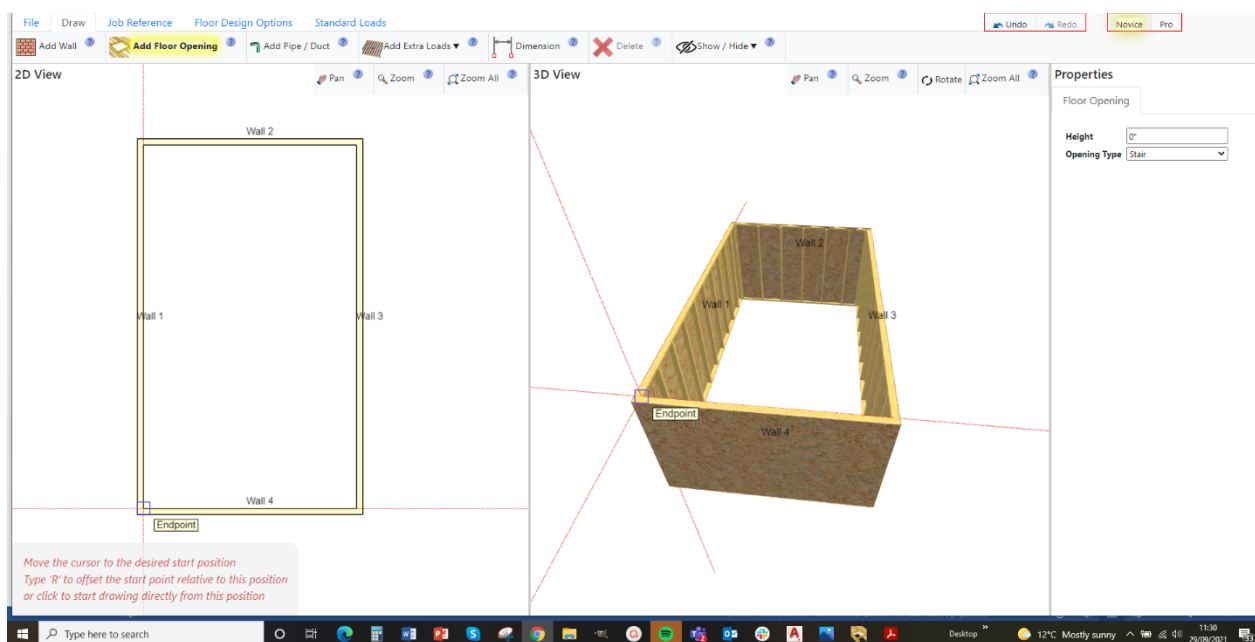 File Draw Job Reference Floor Design Options Standard Loads Undo Redo Novice Pro
Add Wall ? Add Floor Opening ? Add Pipe / Duct ? Add Extra Loads ▾ ? Dimension ? Delete ? Show / Hide ▾ ?
2D View Pan ? Zoom ? Zoom All ? 3D View Pan ? Zoom ? Rotate Zoom All ? Properties
Floor Opening
Height 0"
Opening Type Stair
Wall 2
Wall 1 Wall 3
Wall 4
Endpoint
Wall 2
Wall 1
Wall 3
Endpoint
Wall 4
Move the cursor to the desired start position
Type 'R' to offset the start point relative to this position
or click to start drawing directly from this position
Type here to search Desktop » 12°C Mostly sunny 11:30
29/09/2021